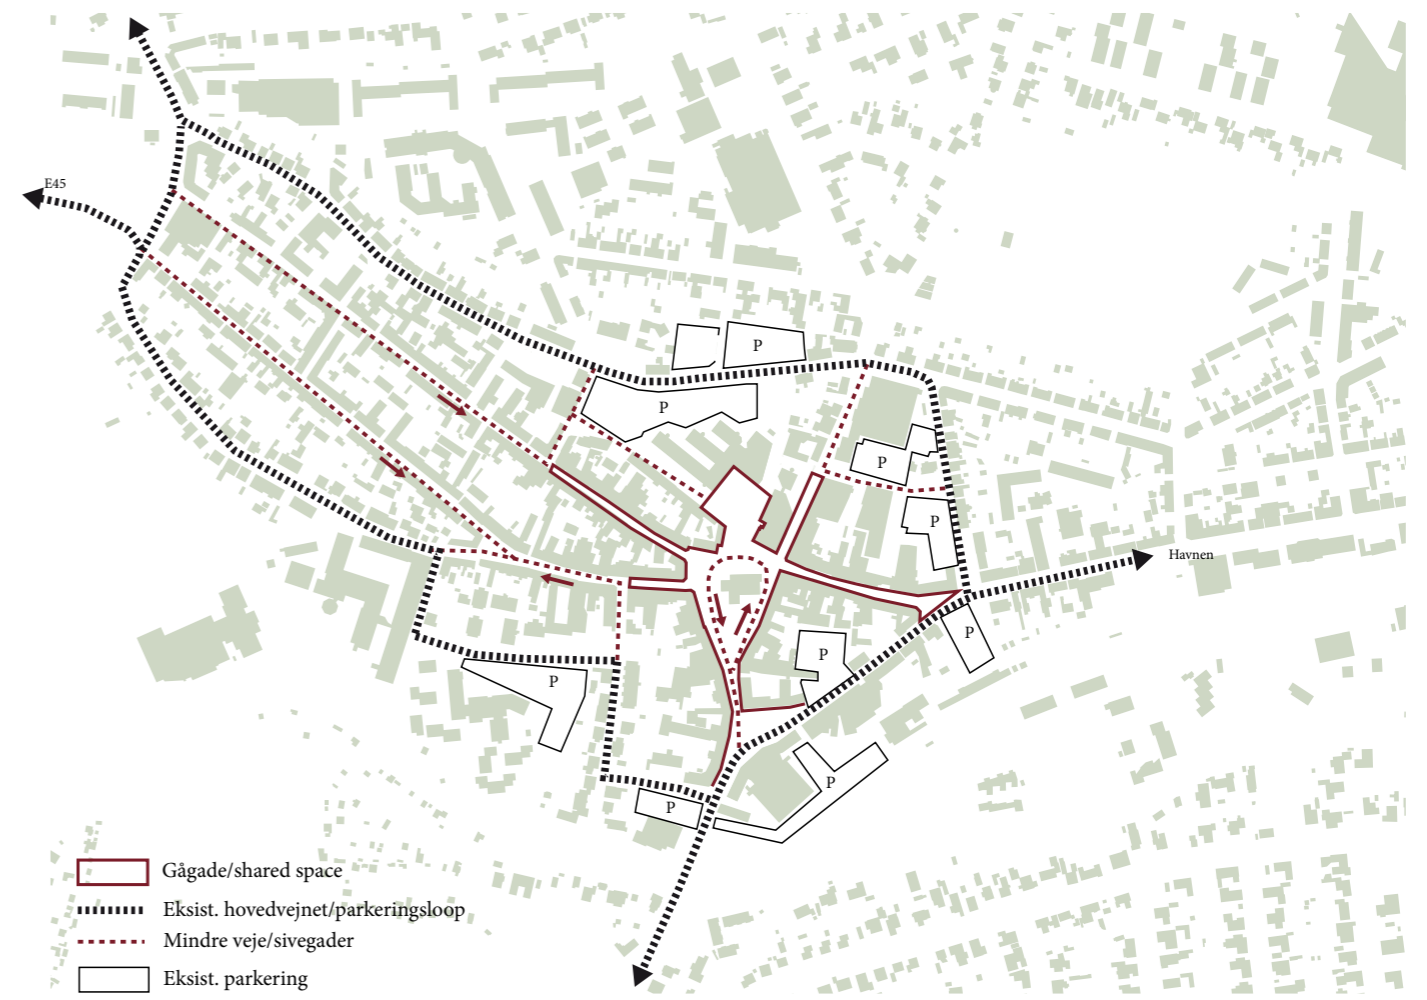 E45
P
P
P
P
Havnen
P
P
P
P
P
Gågade/shared space
Eksist. hovedvejnet/parkeringsloop
Mindre veje/sivegader
Eksist. parkering